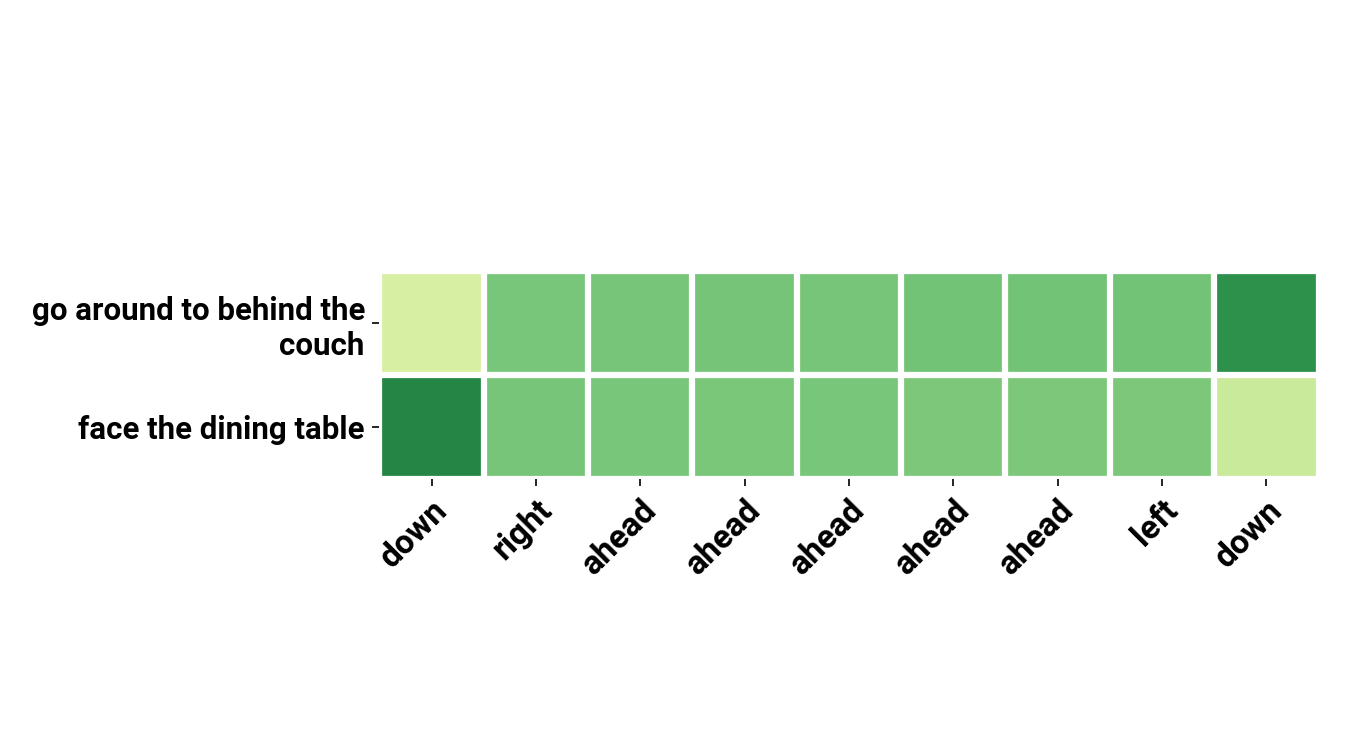 go around to behind the
couch
face the dining table
down
right
ahead
ahead
ahead
ahead
ahead
left
down